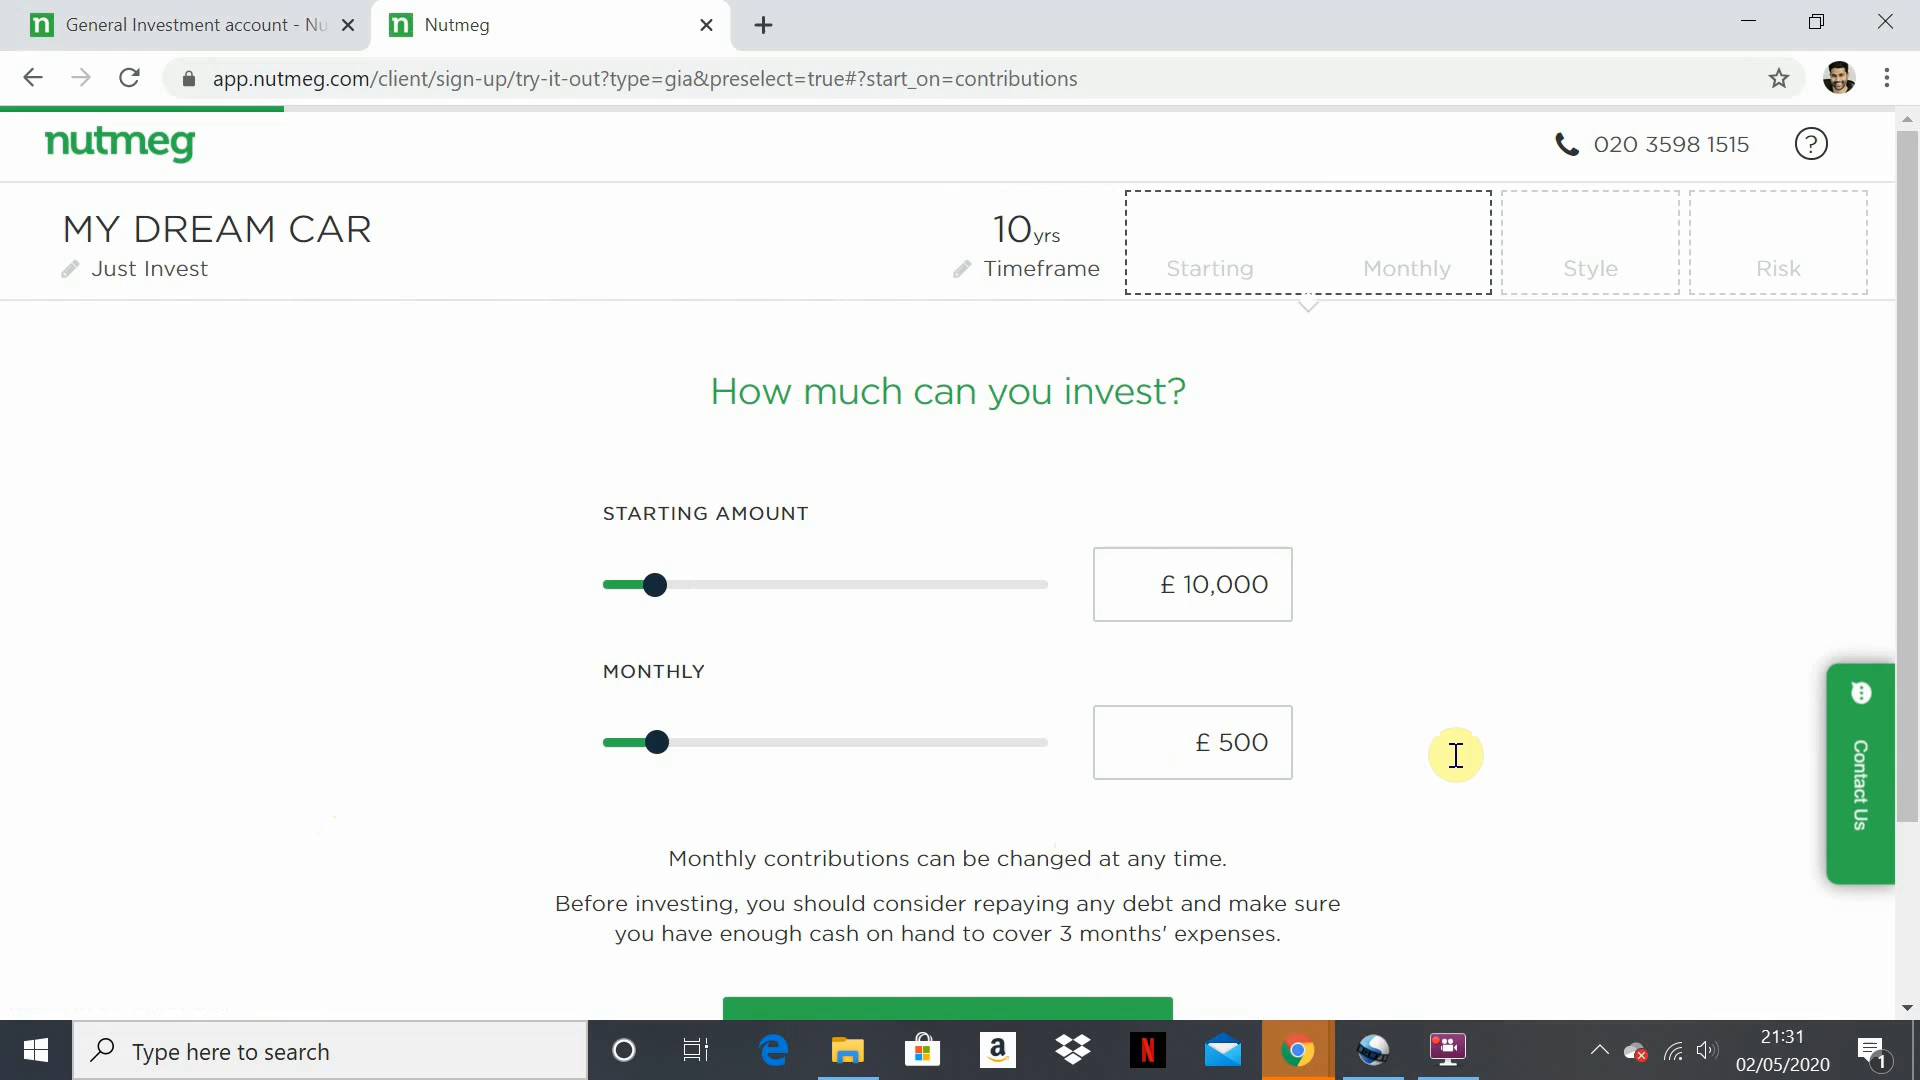 General Investment account - Nu
Nutmeg
app.nutmeg.com/client/sign-up/try-it-out?type=gia&preselect=true#?start_on=contributions
nutmeg
020 3598 1515
?
MY DREAM CAR
Just Invest
10yrs
Timeframe
Starting
Monthly
Style
Risk
How much can you invest?
STARTING AMOUNT
£ 10,000
MONTHLY
£ 500
Contact Us
Monthly contributions can be changed at any time.
Before investing, you should consider repaying any debt and make sure
you have enough cash on hand to cover 3 months' expenses.
Type here to search
21:31
02/05/2020
1